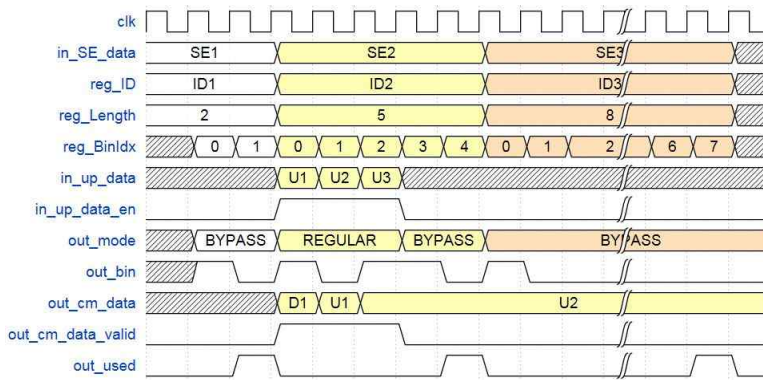 clk
in_SE_data SE1 SE2 SE3
reg_ID ID1 ID2 ID3
reg_Length 2 5 8
reg_BinIdx 0 1 0 1 2 3 4 0 1 2 6 7
in_up_data U1 U2 U3
in_up_data_en
out_mode BYPASS REGULAR BYPASS BYPASS
out_bin
out_cm_data D1 U1 U2
out_cm_data_valid
out_used